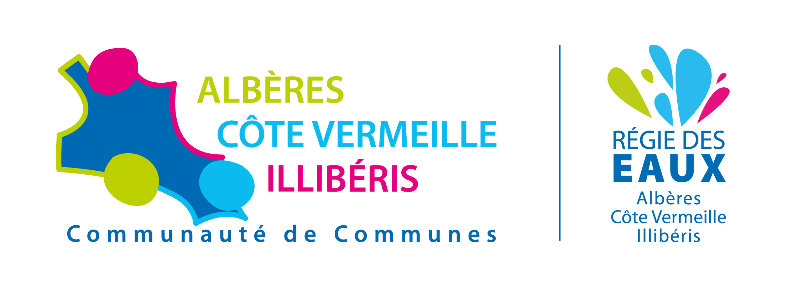 ALBÈRES
CÔTE VERMEILLE
ILLIBÉRIS
Communauté de Communes
RÉGIE DES
EAUX
Albères
Côte Vermeille
Illibéris